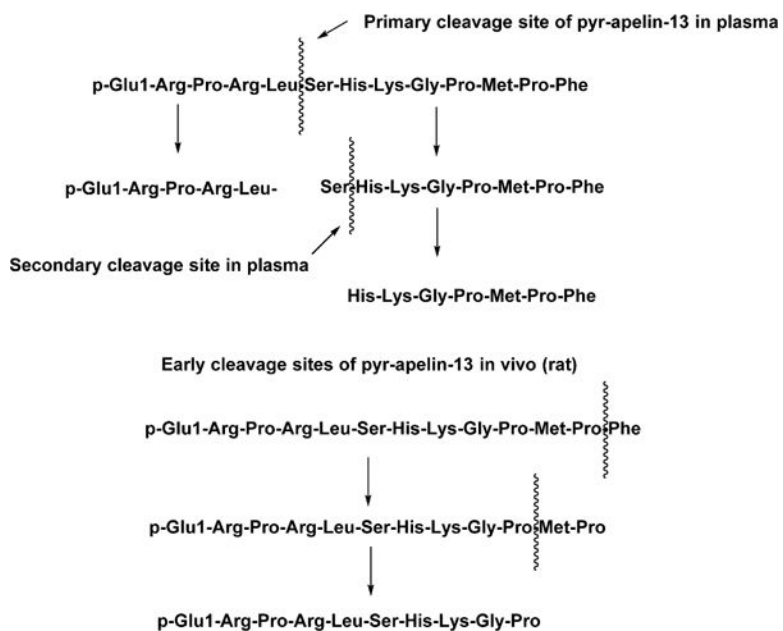 Primary cleavage site of pyr-apelin-13 in plasma
p-Glu1-Arg-Pro-Arg-Leu-Ser-His-Lys-Gly-Pro-Met-Pro-Phe
p-Glu1-Arg-Pro-Arg-Leu-
Ser-His-Lys-Gly-Pro-Met-Pro-Phe
Secondary cleavage site in plasma
His-Lys-Gly-Pro-Met-Pro-Phe
Early cleavage sites of pyr-apelin-13 in vivo (rat)
p-Glu1-Arg-Pro-Arg-Leu-Ser-His-Lys-Gly-Pro-Met-Pro-Phe
p-Glu1-Arg-Pro-Arg-Leu-Ser-His-Lys-Gly-Pro-Met-Pro
p-Glu1-Arg-Pro-Arg-Leu-Ser-His-Lys-Gly-Pro